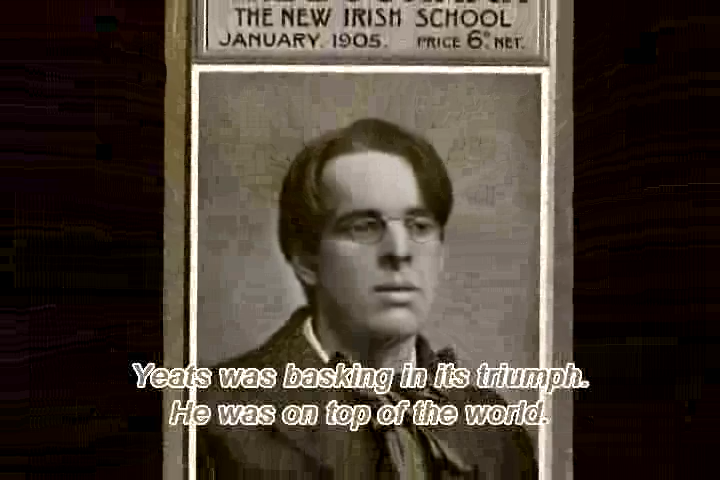 THE NEW IRISH SCHOOL
JANUARY. 1905. PRICE 6D NET.
Yeats was basking in its triumph.
He was on top of the world.